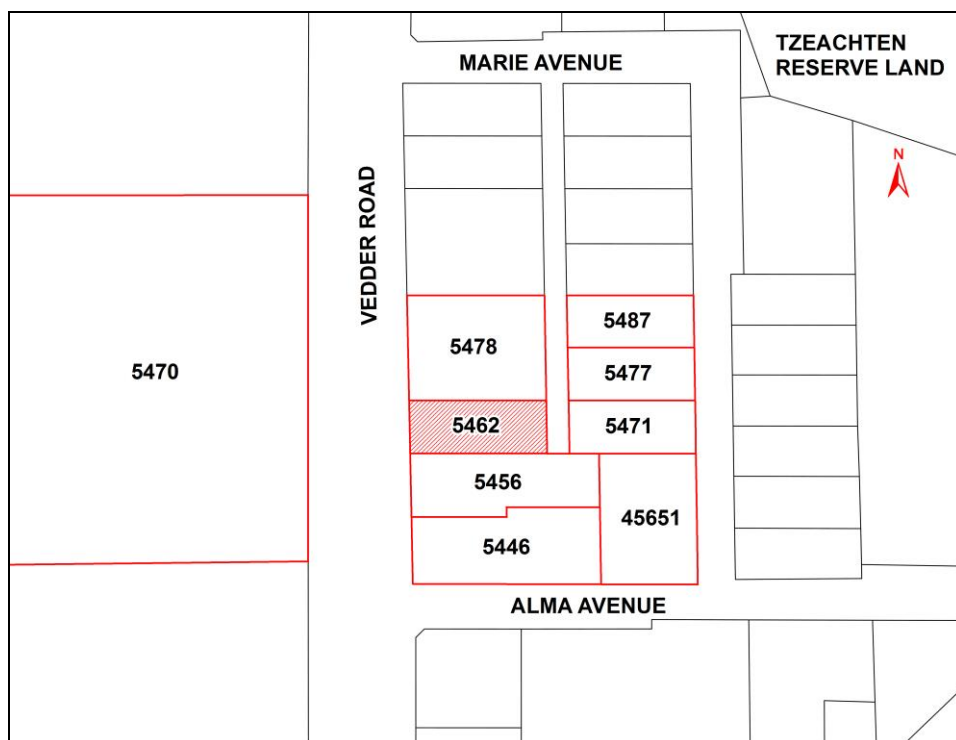 TZEACHTEN
RESERVE LAND
MARIE AVENUE
N
VEDDER ROAD
5487
5478
5470
5477
5462
5471
5456
45651
5446
ALMA AVENUE